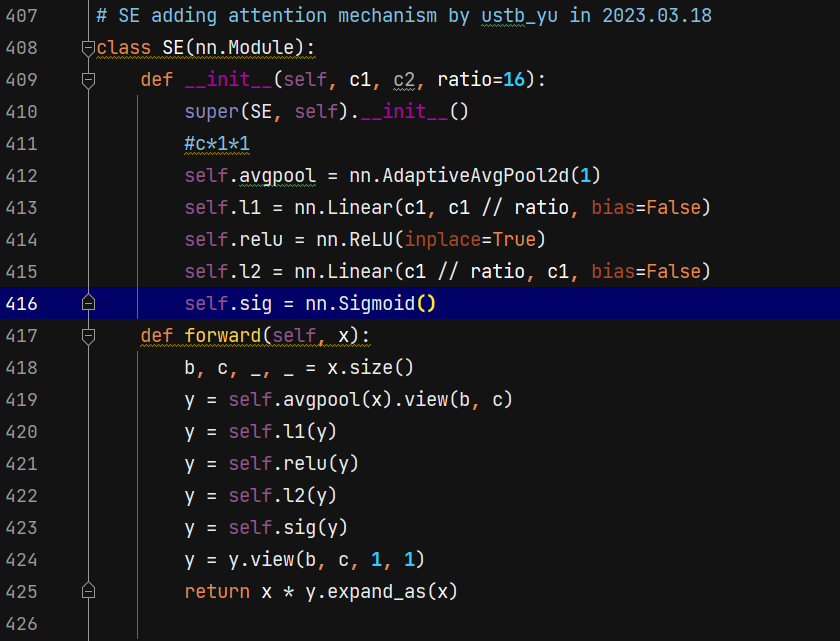 407 # SE adding attention mechanism by ustb_yu in 2023.03.18
408 class SE(nn.Module):
409     def __init__(self, c1, c2, ratio=16):
410         super(SE, self).__init__()
411         #c*1*1
412         self.avgpool = nn.AdaptiveAvgPool2d(1)
413         self.l1 = nn.Linear(c1, c1 // ratio, bias=False)
414         self.relu = nn.ReLU(inplace=True)
415         self.l2 = nn.Linear(c1 // ratio, c1, bias=False)
416         self.sig = nn.Sigmoid()
417     def forward(self, x):
418         b, c, _, _ = x.size()
419         y = self.avgpool(x).view(b, c)
420         y = self.l1(y)
421         y = self.relu(y)
422         y = self.l2(y)
423         y = self.sig(y)
424         y = y.view(b, c, 1, 1)
425         return x * y.expand_as(x)
426